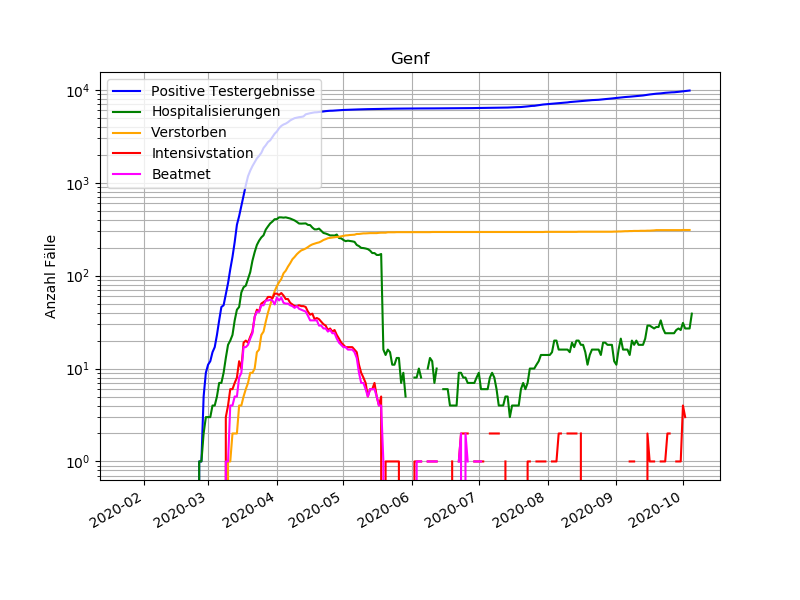 Genf
Anzahl Fälle
10^4
10^3
10^2
10^1
10^0
Positive Testergebnisse
Hospitalisierungen
Verstorben
Intensivstation
Beatmet
2020-02
2020-03
2020-04
2020-05
2020-06
2020-07
2020-08
2020-09
2020-10